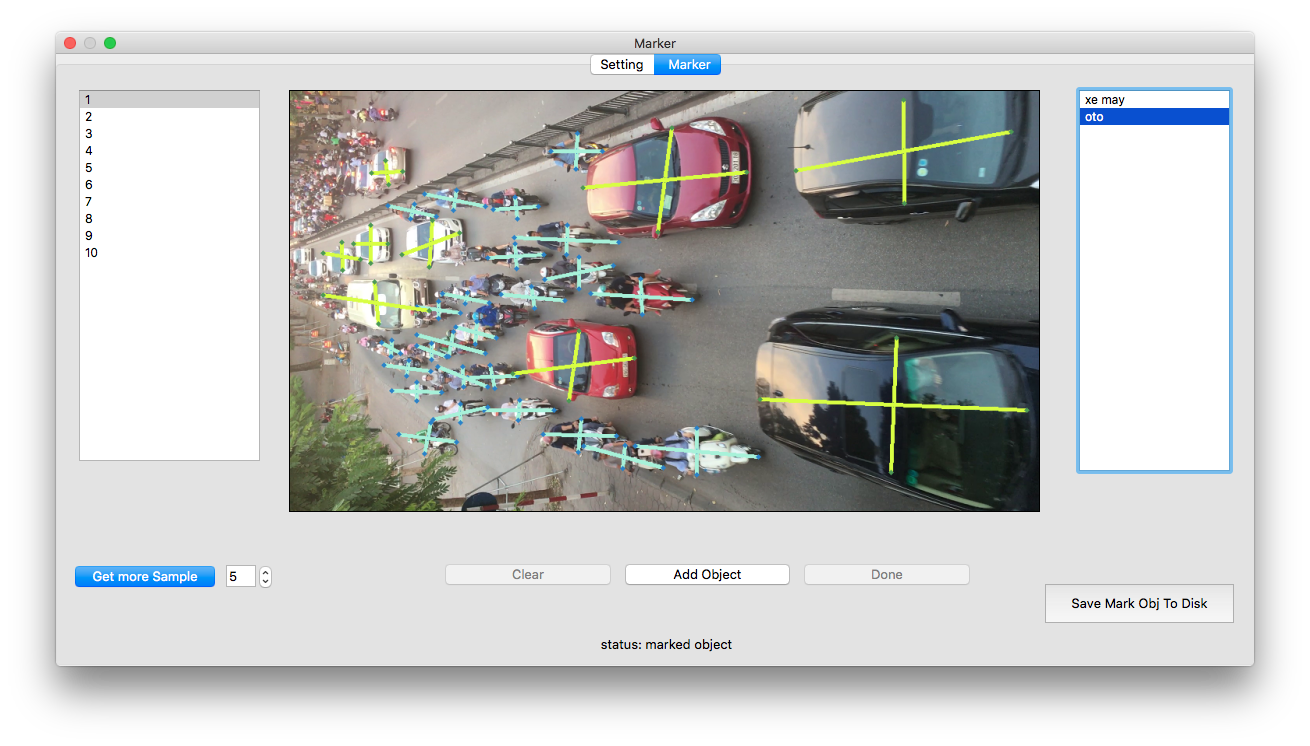 Marker
Setting
Marker
1
2
3
4
5
6
7
8
9
10
xe may
oto
Get more Sample
5
Clear
Add Object
Done
Save Mark Obj To Disk
status: marked object